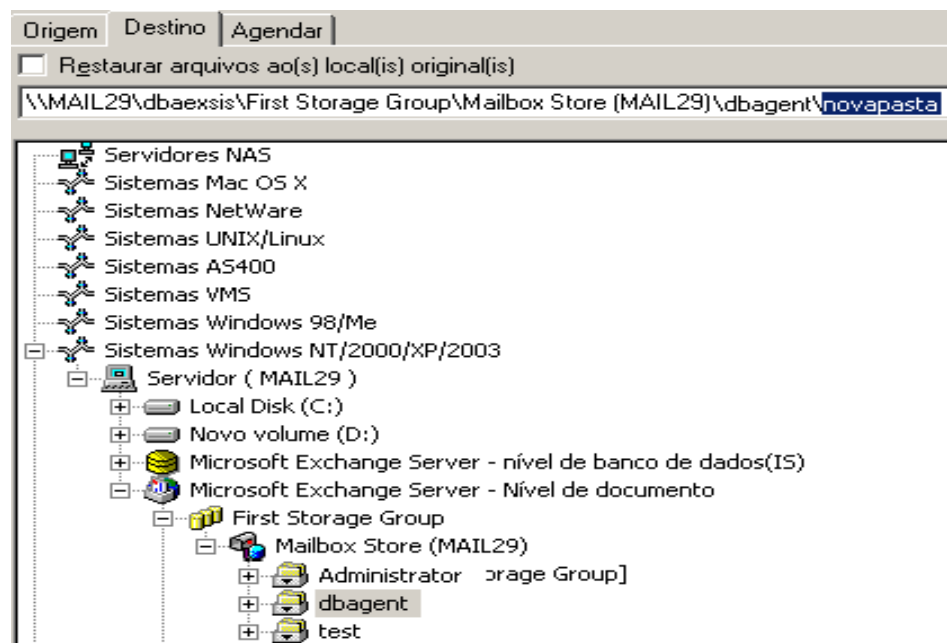 Origem Destino Agendar
Restaurar arquivos ao(s) local(is) original(is)
\\MAIL29\dbaexsis\First Storage Group\Mailbox Store (MAIL29)\dbagent\novapasta
Servidores NAS
Sistemas Mac OS X
Sistemas NetWare
Sistemas UNIX/Linux
Sistemas AS400
Sistemas VMS
Sistemas Windows 98/Me
Sistemas Windows NT/2000/XP/2003
Servidor ( MAIL29 )
Local Disk (C:)
Novo volume (D:)
Microsoft Exchange Server - nível de banco de dados(IS)
Microsoft Exchange Server - Nível de documento
First Storage Group
Mailbox Store (MAIL29)
Administrator orage Group]
dbagent
test